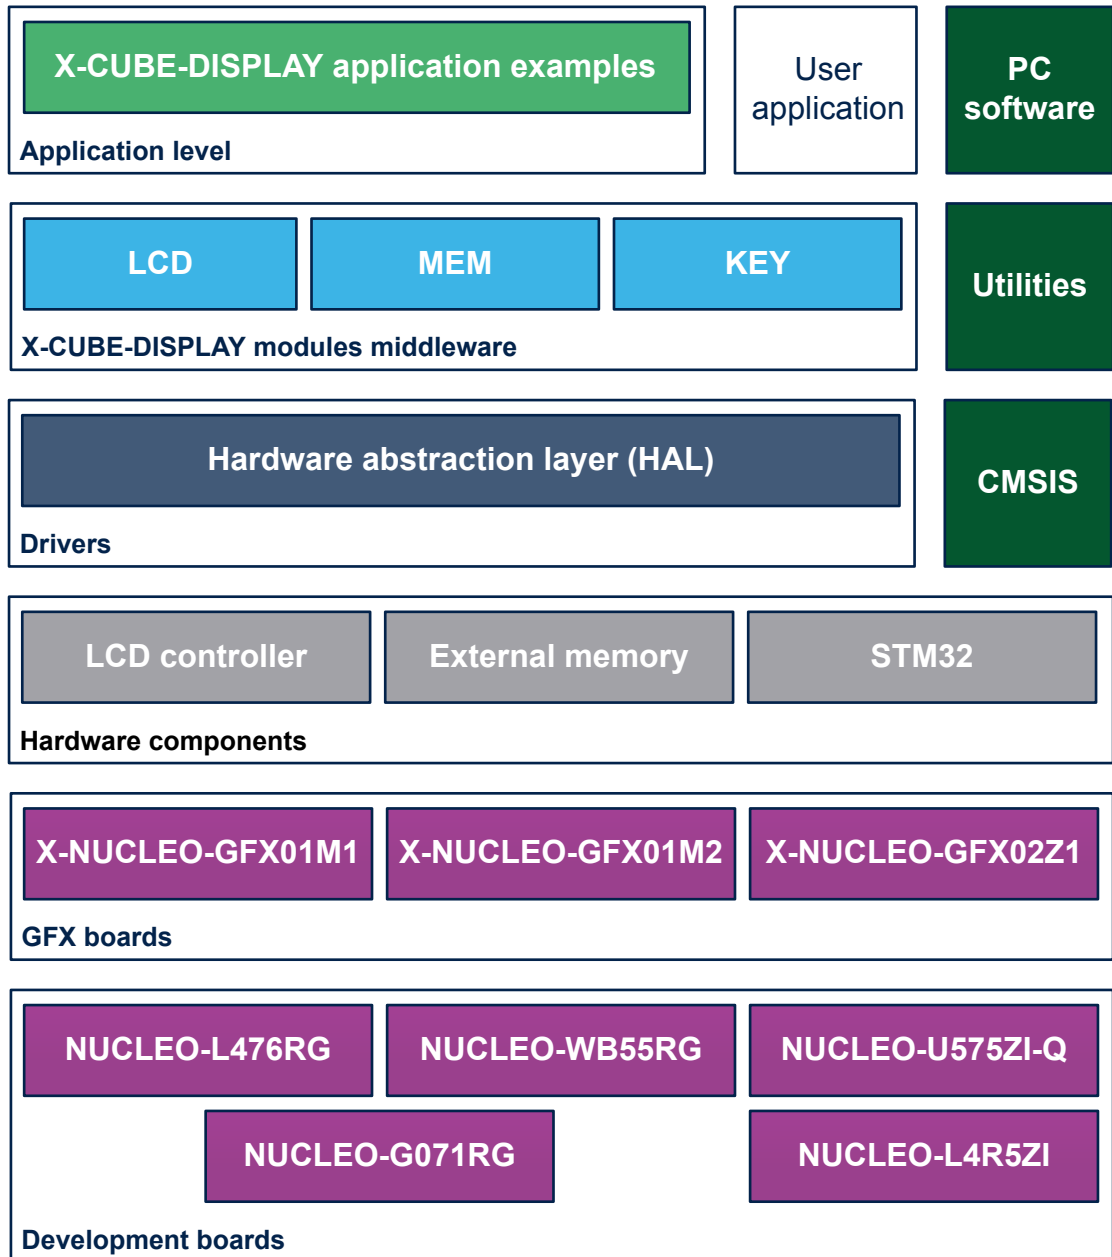 X-CUBE-DISPLAY application examples
Application level
User
application
PC
software
LCD
MEM
KEY
X-CUBE-DISPLAY modules middleware
Utilities
Hardware abstraction layer (HAL)
Drivers
CMSIS
LCD controller
External memory
STM32
Hardware components
X-NUCLEO-GFX01M1
X-NUCLEO-GFX01M2
X-NUCLEO-GFX02Z1
GFX boards
NUCLEO-L476RG
NUCLEO-WB55RG
NUCLEO-U575ZI-Q
NUCLEO-G071RG
NUCLEO-L4R5ZI
Development boards